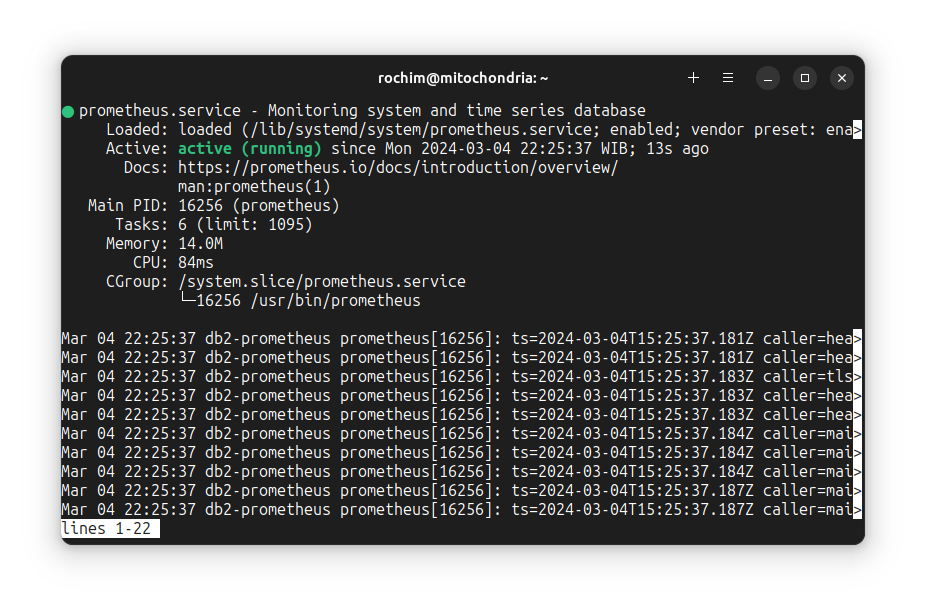 rochim@mitochondria: ~
● prometheus.service - Monitoring system and time series database
Loaded: loaded (/lib/systemd/system/prometheus.service; enabled; vendor preset: ena>
Active: active (running) since Mon 2024-03-04 22:25:37 WIB; 13s ago
Docs: https://prometheus.io/docs/introduction/overview/
man:prometheus(1)
Main PID: 16256 (prometheus)
Tasks: 6 (limit: 1095)
Memory: 14.0M
CPU: 84ms
CGroup: /system.slice/prometheus.service
└─16256 /usr/bin/prometheus
Mar 04 22:25:37 db2-prometheus prometheus[16256]: ts=2024-03-04T15:25:37.181Z caller=hea>
Mar 04 22:25:37 db2-prometheus prometheus[16256]: ts=2024-03-04T15:25:37.181Z caller=hea>
Mar 04 22:25:37 db2-prometheus prometheus[16256]: ts=2024-03-04T15:25:37.183Z caller=tls>
Mar 04 22:25:37 db2-prometheus prometheus[16256]: ts=2024-03-04T15:25:37.183Z caller=hea>
Mar 04 22:25:37 db2-prometheus prometheus[16256]: ts=2024-03-04T15:25:37.183Z caller=hea>
Mar 04 22:25:37 db2-prometheus prometheus[16256]: ts=2024-03-04T15:25:37.184Z caller=mai>
Mar 04 22:25:37 db2-prometheus prometheus[16256]: ts=2024-03-04T15:25:37.184Z caller=mai>
Mar 04 22:25:37 db2-prometheus prometheus[16256]: ts=2024-03-04T15:25:37.184Z caller=mai>
Mar 04 22:25:37 db2-prometheus prometheus[16256]: ts=2024-03-04T15:25:37.187Z caller=mai>
Mar 04 22:25:37 db2-prometheus prometheus[16256]: ts=2024-03-04T15:25:37.187Z caller=mai>
lines 1-22